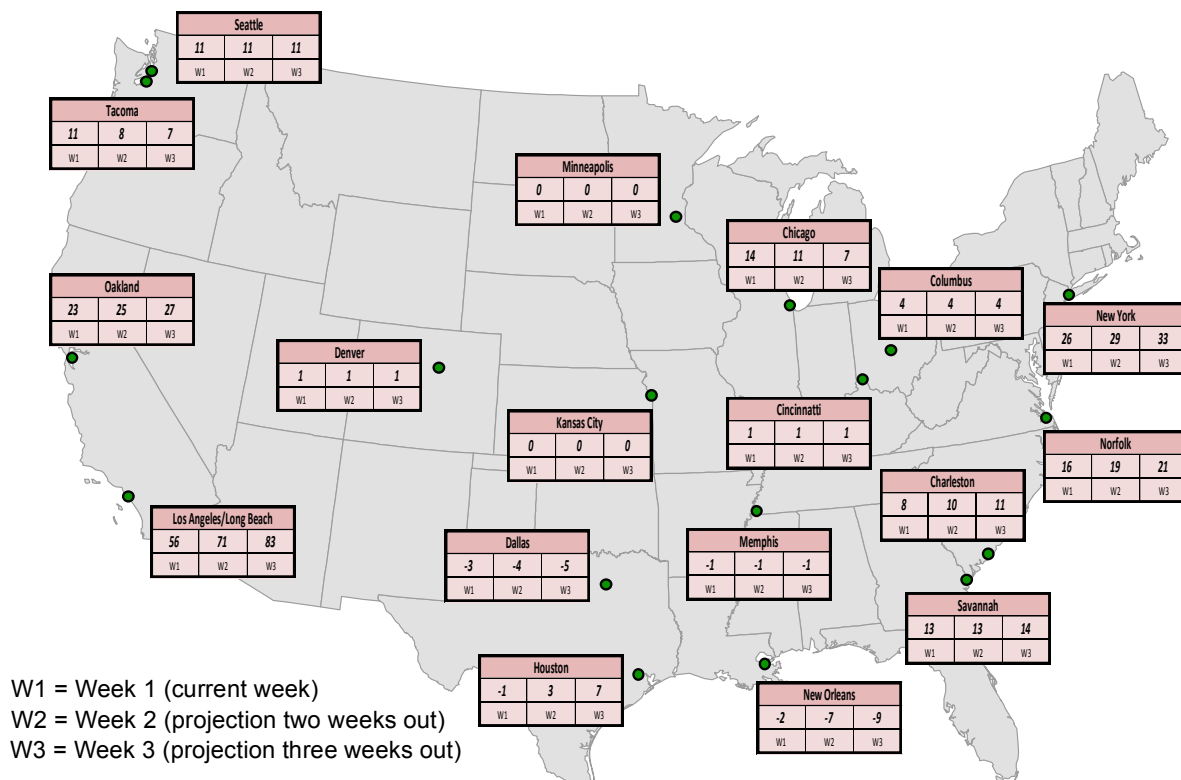 Seattle
11 11 11
W1 W2 W3
Tacoma
11 8 7
W1 W2 W3
Minneapolis
0 0 0
W1 W2 W3
Chicago
14 11 7
W1 W2 W3
Oakland
23 25 27
W1 W2 W3
Columbus
4 4 4
W1 W2 W3
New York
26 29 33
W1 W2 W3
Denver
1 1 1
W1 W2 W3
Kansas City
0 0 0
W1 W2 W3
Cincinnatti
1 1 1
W1 W2 W3
Norfolk
16 19 21
W1 W2 W3
Charleston
8 10 11
W1 W2 W3
Los Angeles/Long Beach
56 71 83
W1 W2 W3
Dallas
-3 -4 -5
W1 W2 W3
Memphis
-1 -1 -1
W1 W2 W3
Savannah
13 13 14
W1 W2 W3
Houston
-1 3 7
W1 W2 W3
New Orleans
-2 -7 -9
W1 W2 W3
W1 = Week 1 (current week)
W2 = Week 2 (projection two weeks out)
W3 = Week 3 (projection three weeks out)